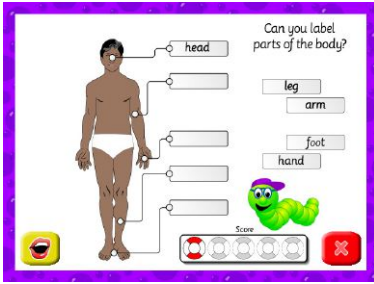 Can you label
parts of the body?
head
leg
arm
foot
hand
Score